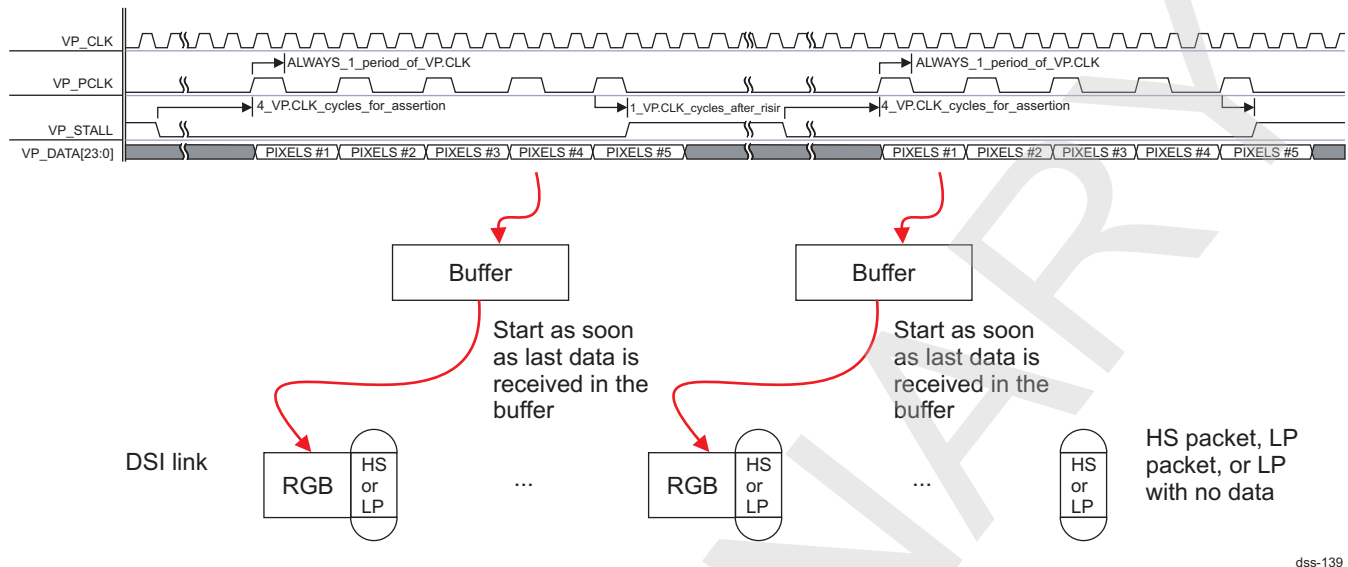 VP_CLK
ALWAYS_1_period_of_VP.CLK
ALWAYS_1_period_of_VP.CLK
VP_PCLK
4_VP.CLK_cycles_for_assertion
1_VP.CLK_cycles_after_risir
4_VP.CLK_cycles_for_assertion
VP_STALL
VP_DATA[23:0]
PIXELS #1
PIXELS #2
PIXELS #3
PIXELS #4
PIXELS #5
PIXELS #1
PIXELS #2
PIXELS #3
PIXELS #4
PIXELS #5
Buffer
Buffer
Start as soon
as last data is
received in the
buffer
Start as soon
as last data is
received in the
buffer
DSI link
RGB
HS
or
LP
...
RGB
HS
or
LP
...
HS
or
LP
HS packet, LP
packet, or LP
with no data
dss-139